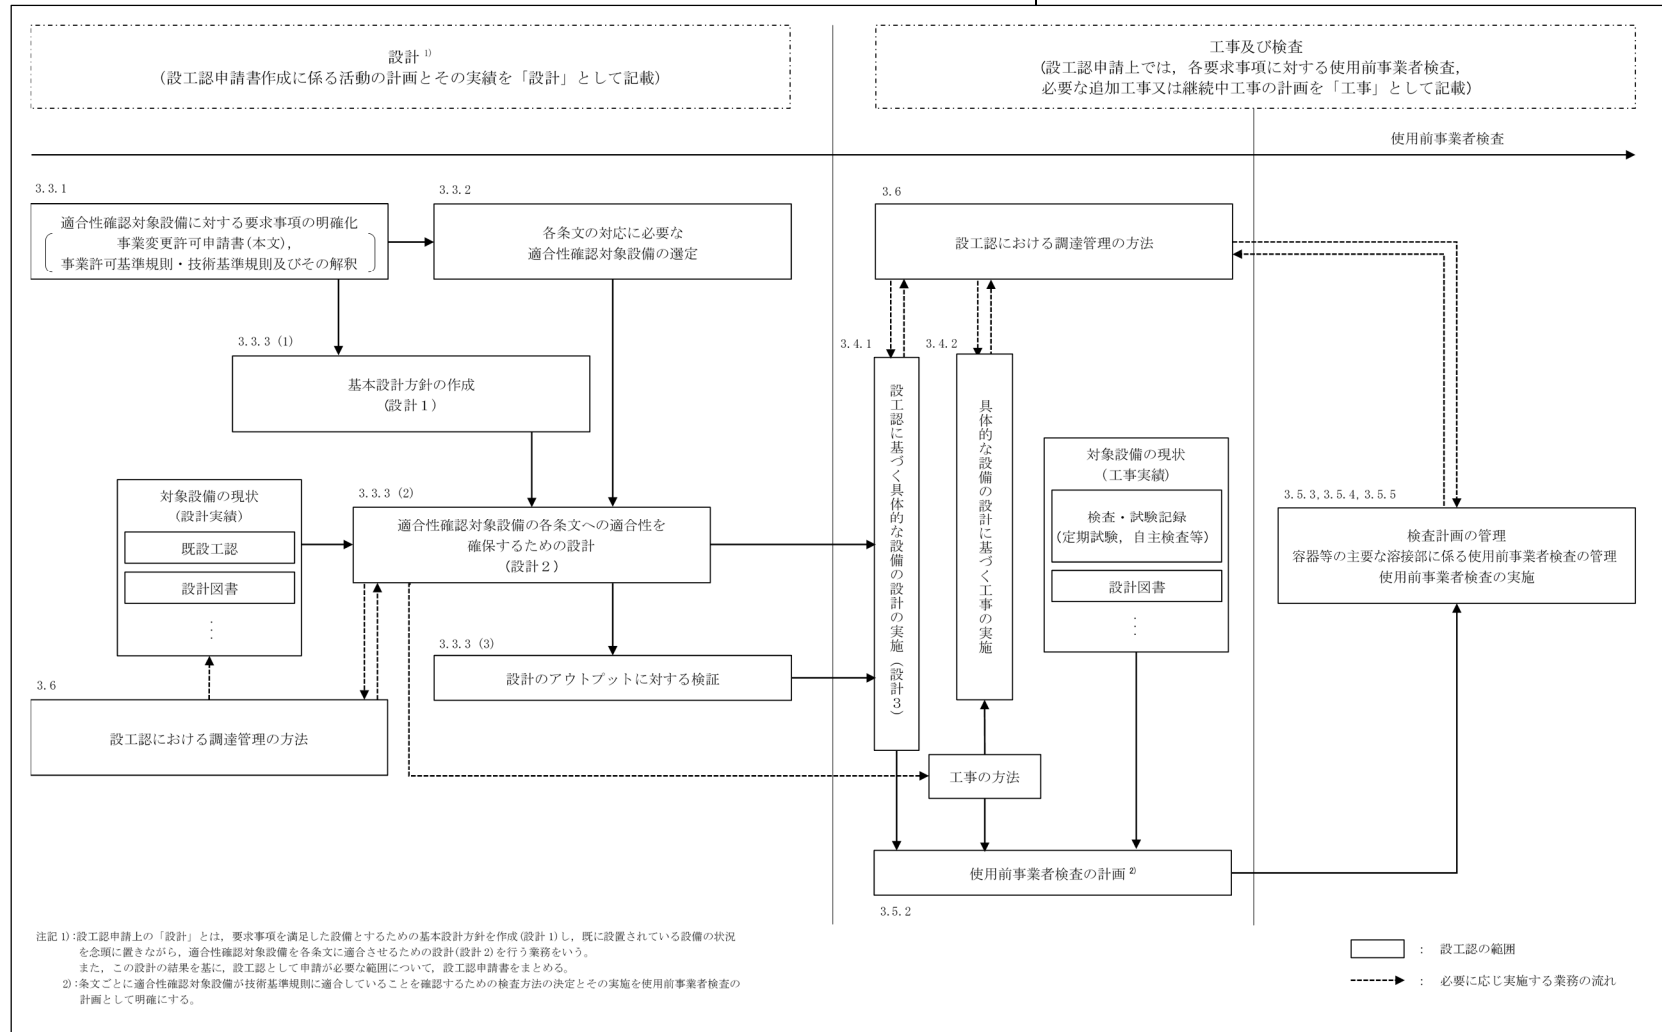 設計 1)
(設工認申請書作成に係る活動の計画とその実績を「設計」として記載)
工事及び検査
(設工認申請上では，各要求事項に対する使用前事業者検査，
必要な追加工事又は継続中工事の計画を「工事」として記載)
使用前事業者検査
3.3.1
適合性確認対象設備に対する要求事項の明確化
事業変更許可申請書(本文)，
事業許可基準規則・技術基準規則及びその解釈
3.3.2
各条文の対応に必要な
適合性確認対象設備の選定
3.6
設工認における調達管理の方法
3.3.3 (1)
基本設計方針の作成
(設計１)
3.4.1
設工認に基づく具体的な設備の設計の実施（設計３）
3.4.2
具体的な設備の設計に基づく工事の実施
対象設備の現状
(工事実績)
検査・試験記録
(定期試験，自主検査等)
設計図書
⋮
対象設備の現状
(設計実績)
既設工認
設計図書
⋮
3.3.3 (2)
適合性確認対象設備の各条文への適合性を
確保するための設計
(設計２)
3.5.3, 3.5.4, 3.5.5
検査計画の管理
容器等の主要な溶接部に係る使用前事業者検査の管理
使用前事業者検査の実施
3.3.3 (3)
設計のアウトプットに対する検証
3.6
設工認における調達管理の方法
工事の方法
使用前事業者検査の計画 2)
3.5.2
注記 1):設工認申請上の「設計」とは，要求事項を満足した設備とするための基本設計方針を作成(設計1)し，既に設置されている設備の状況
を念頭に置きながら，適合性確認対象設備を各条文に適合させるための設計(設計2)を行う業務をいう。
また，この設計の結果を基に，設工認として申請が必要な範囲について，設工認申請書をまとめる。
2):条文ごとに適合性確認対象設備が技術基準規則に適合していることを確認するための検査方法の決定とその実施を使用前事業者検査の
計画として明確にする。
： 設工認の範囲
： 必要に応じ実施する業務の流れ